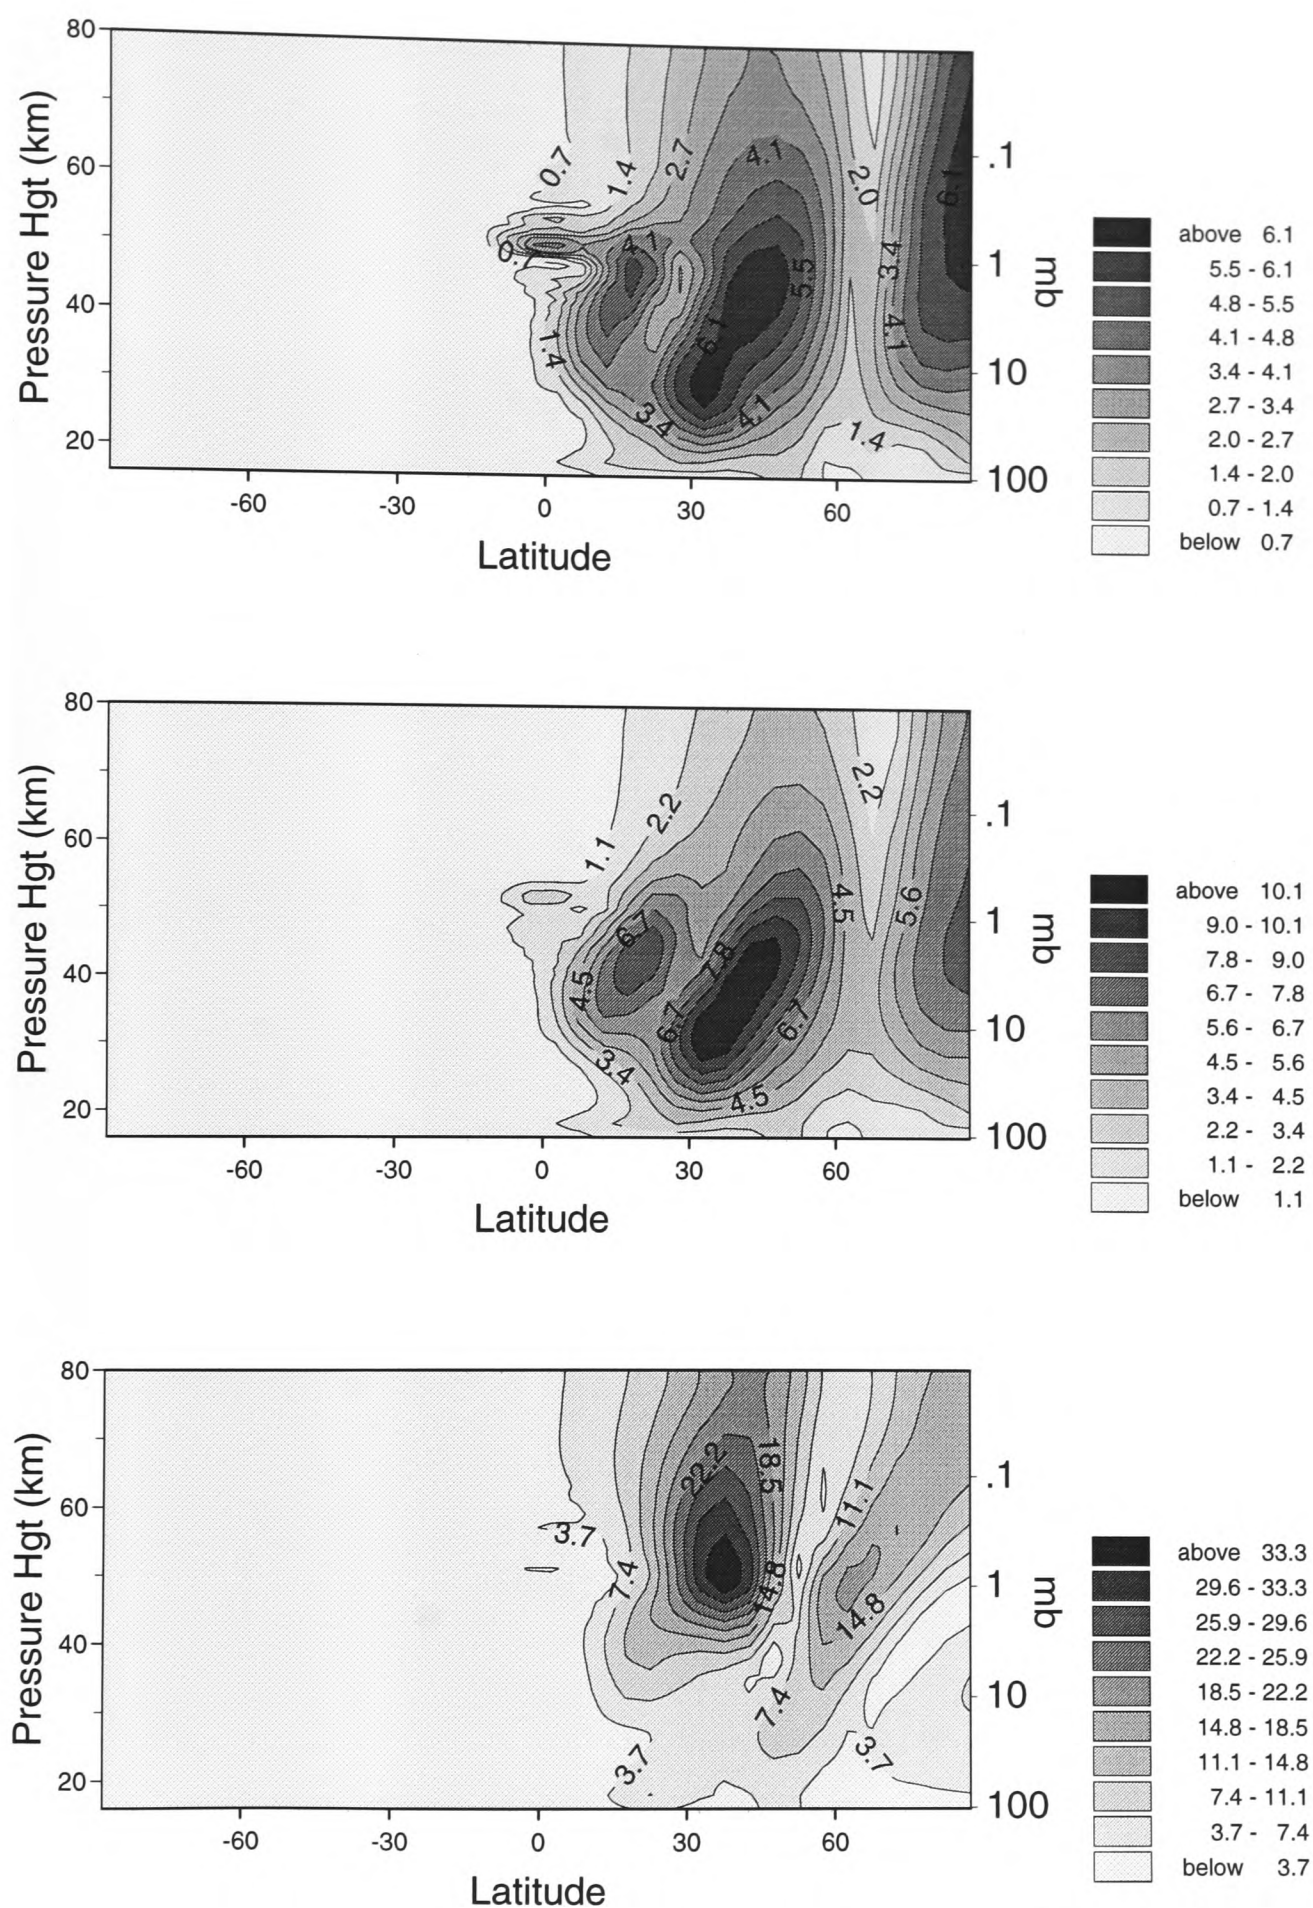 80
60
40
20
Pressure Hgt (km)
-60
-30
0
30
60
Latitude
.1
1
10
100
mb
0.7
1.4
2.7
4.1
2.0
6.1
0.7
4.1
5.5
3.4
1.4
6.1
4.1
3.4
4.1
1.4
above 6.1
5.5 - 6.1
4.8 - 5.5
4.1 - 4.8
3.4 - 4.1
2.7 - 3.4
2.0 - 2.7
1.4 - 2.0
0.7 - 1.4
below 0.7
80
60
40
20
Pressure Hgt (km)
-60
-30
0
30
60
Latitude
.1
1
10
100
mb
2.2
2.2
1.1
6.7
4.5
5.6
7.8
4.5
6.7
6.7
3.4
4.5
above 10.1
9.0 - 10.1
7.8 - 9.0
6.7 - 7.8
5.6 - 6.7
4.5 - 5.6
3.4 - 4.5
2.2 - 3.4
1.1 - 2.2
below 1.1
80
60
40
20
Pressure Hgt (km)
-60
-30
0
30
60
Latitude
.1
1
10
100
mb
22.2
18.5
11.1
3.7
7.4
14.8
14.8
7.4
3.7
3.7
above 33.3
29.6 - 33.3
25.9 - 29.6
22.2 - 25.9
18.5 - 22.2
14.8 - 18.5
11.1 - 14.8
7.4 - 11.1
3.7 - 7.4
below 3.7